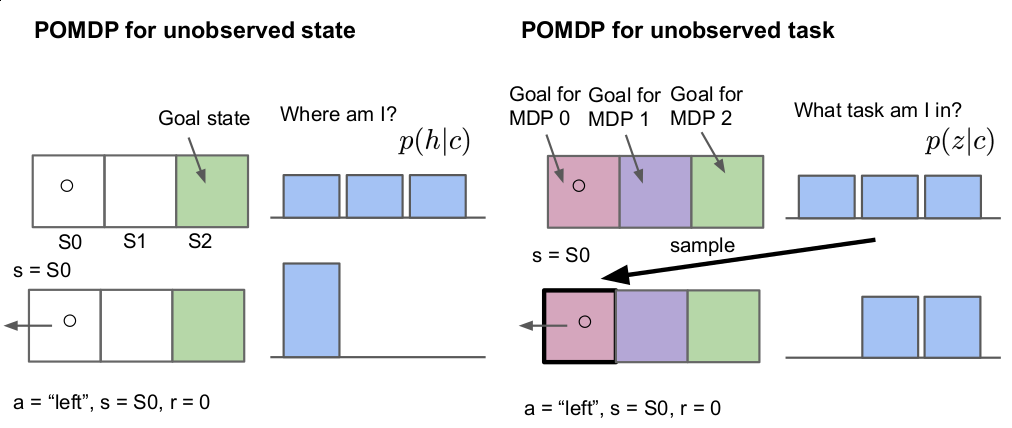 POMDP for unobserved state
Goal state
Where am I?
p(h|c)
S0 S1 S2
s = S0
a = “left”, s = S0, r = 0
POMDP for unobserved task
Goal for MDP 0
Goal for MDP 1
Goal for MDP 2
What task am I in?
p(z|c)
s = S0
sample
a = “left”, s = S0, r = 0